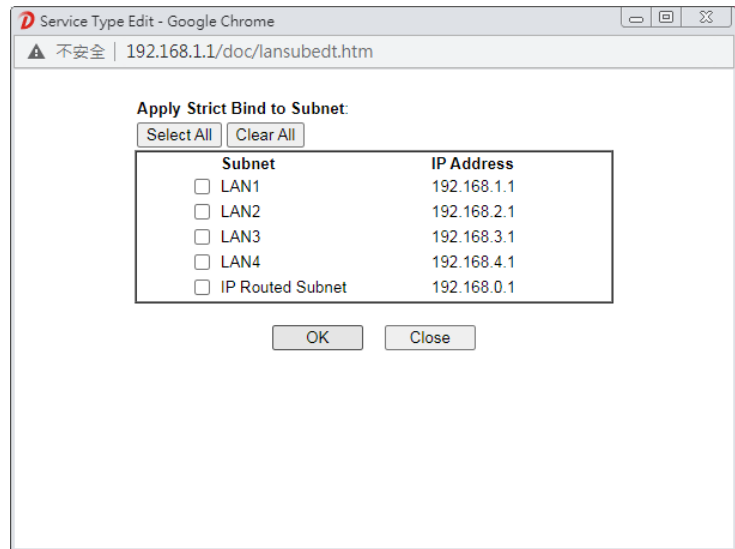 Service Type Edit - Google Chrome
不安全 | 192.168.1.1/doc/lansubedt.htm
Apply Strict Bind to Subnet:
Select All Clear All
Subnet IP Address
LAN1 192.168.1.1
LAN2 192.168.2.1
LAN3 192.168.3.1
LAN4 192.168.4.1
IP Routed Subnet 192.168.0.1
OK Close